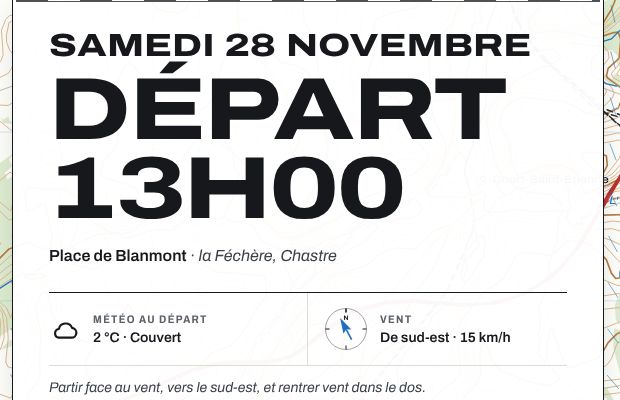 SAMEDI 28 NOVEMBRE
DÉPART
13H00
Place de Blanmont · la Féchère, Chastre
MÉTÉO AU DÉPART
2 °C · Couvert
N
VENT
De sud-est · 15 km/h
Partir face au vent, vers le sud-est, et rentrer vent dans le dos.